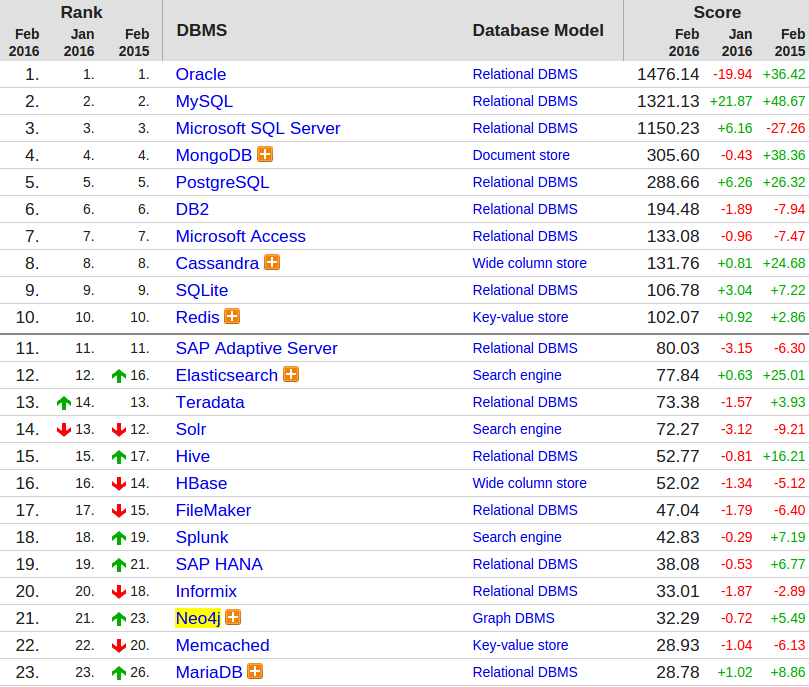 Rank Score
Feb Jan Feb DBMS Database Model Feb Jan Feb
2016 2016 2015 2016 2016 2015
1. 1. 1. Oracle Relational DBMS 1476.14 -19.94 +36.42
2. 2. 2. MySQL Relational DBMS 1321.13 +21.87 +48.67
3. 3. 3. Microsoft SQL Server Relational DBMS 1150.23 +6.16 -27.26
4. 4. 4. MongoDB Document store 305.60 -0.43 +38.36
5. 5. 5. PostgreSQL Relational DBMS 288.66 +6.26 +26.32
6. 6. 6. DB2 Relational DBMS 194.48 -1.89 -7.94
7. 7. 7. Microsoft Access Relational DBMS 133.08 -0.96 -7.47
8. 8. 8. Cassandra Wide column store 131.76 +0.81 +24.68
9. 9. 9. SQLite Relational DBMS 106.78 +3.04 +7.22
10. 10. 10. Redis Key-value store 102.07 +0.92 +2.86
11. 11. 11. SAP Adaptive Server Relational DBMS 80.03 -3.15 -6.30
12. 12. 16. Elasticsearch Search engine 77.84 +0.63 +25.01
13. 14. 13. Teradata Relational DBMS 73.38 -1.57 +3.93
14. 13. 12. Solr Search engine 72.27 -3.12 -9.21
15. 15. 17. Hive Relational DBMS 52.77 -0.81 +16.21
16. 16. 14. HBase Wide column store 52.02 -1.34 -5.12
17. 17. 15. FileMaker Relational DBMS 47.04 -1.79 -6.40
18. 18. 19. Splunk Search engine 42.83 -0.29 +7.19
19. 19. 21. SAP HANA Relational DBMS 38.08 -0.53 +6.77
20. 20. 18. Informix Relational DBMS 33.01 -1.87 -2.89
21. 21. 23. Neo4j Graph DBMS 32.29 -0.72 +5.49
22. 22. 20. Memcached Key-value store 28.93 -1.04 -6.13
23. 23. 26. MariaDB Relational DBMS 28.78 +1.02 +8.86